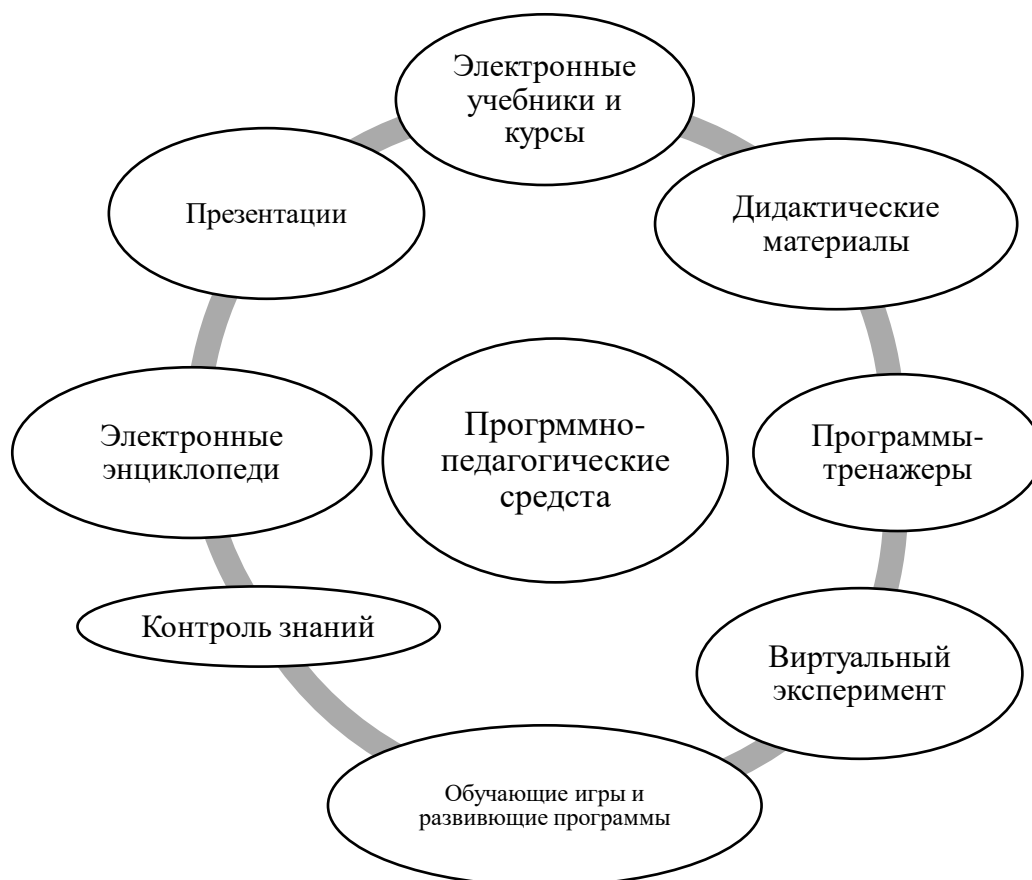 Электронные
учебники и
курсы
Презентации
Дидактические
материалы
Электронные
энциклопеди
Прогрммно-
педагогические
средста
Программы-
тренажеры
Контроль знаний
Виртуальный
эксперимент
Обучающие игры и
развивющие программы